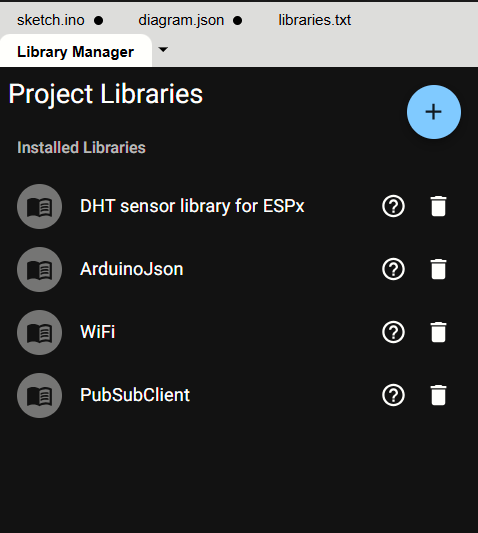 sketch.ino ● diagram.json ● libraries.txt
Library Manager
Project Libraries
+
Installed Libraries
DHT sensor library for ESPx
ArduinoJson
WiFi
PubSubClient